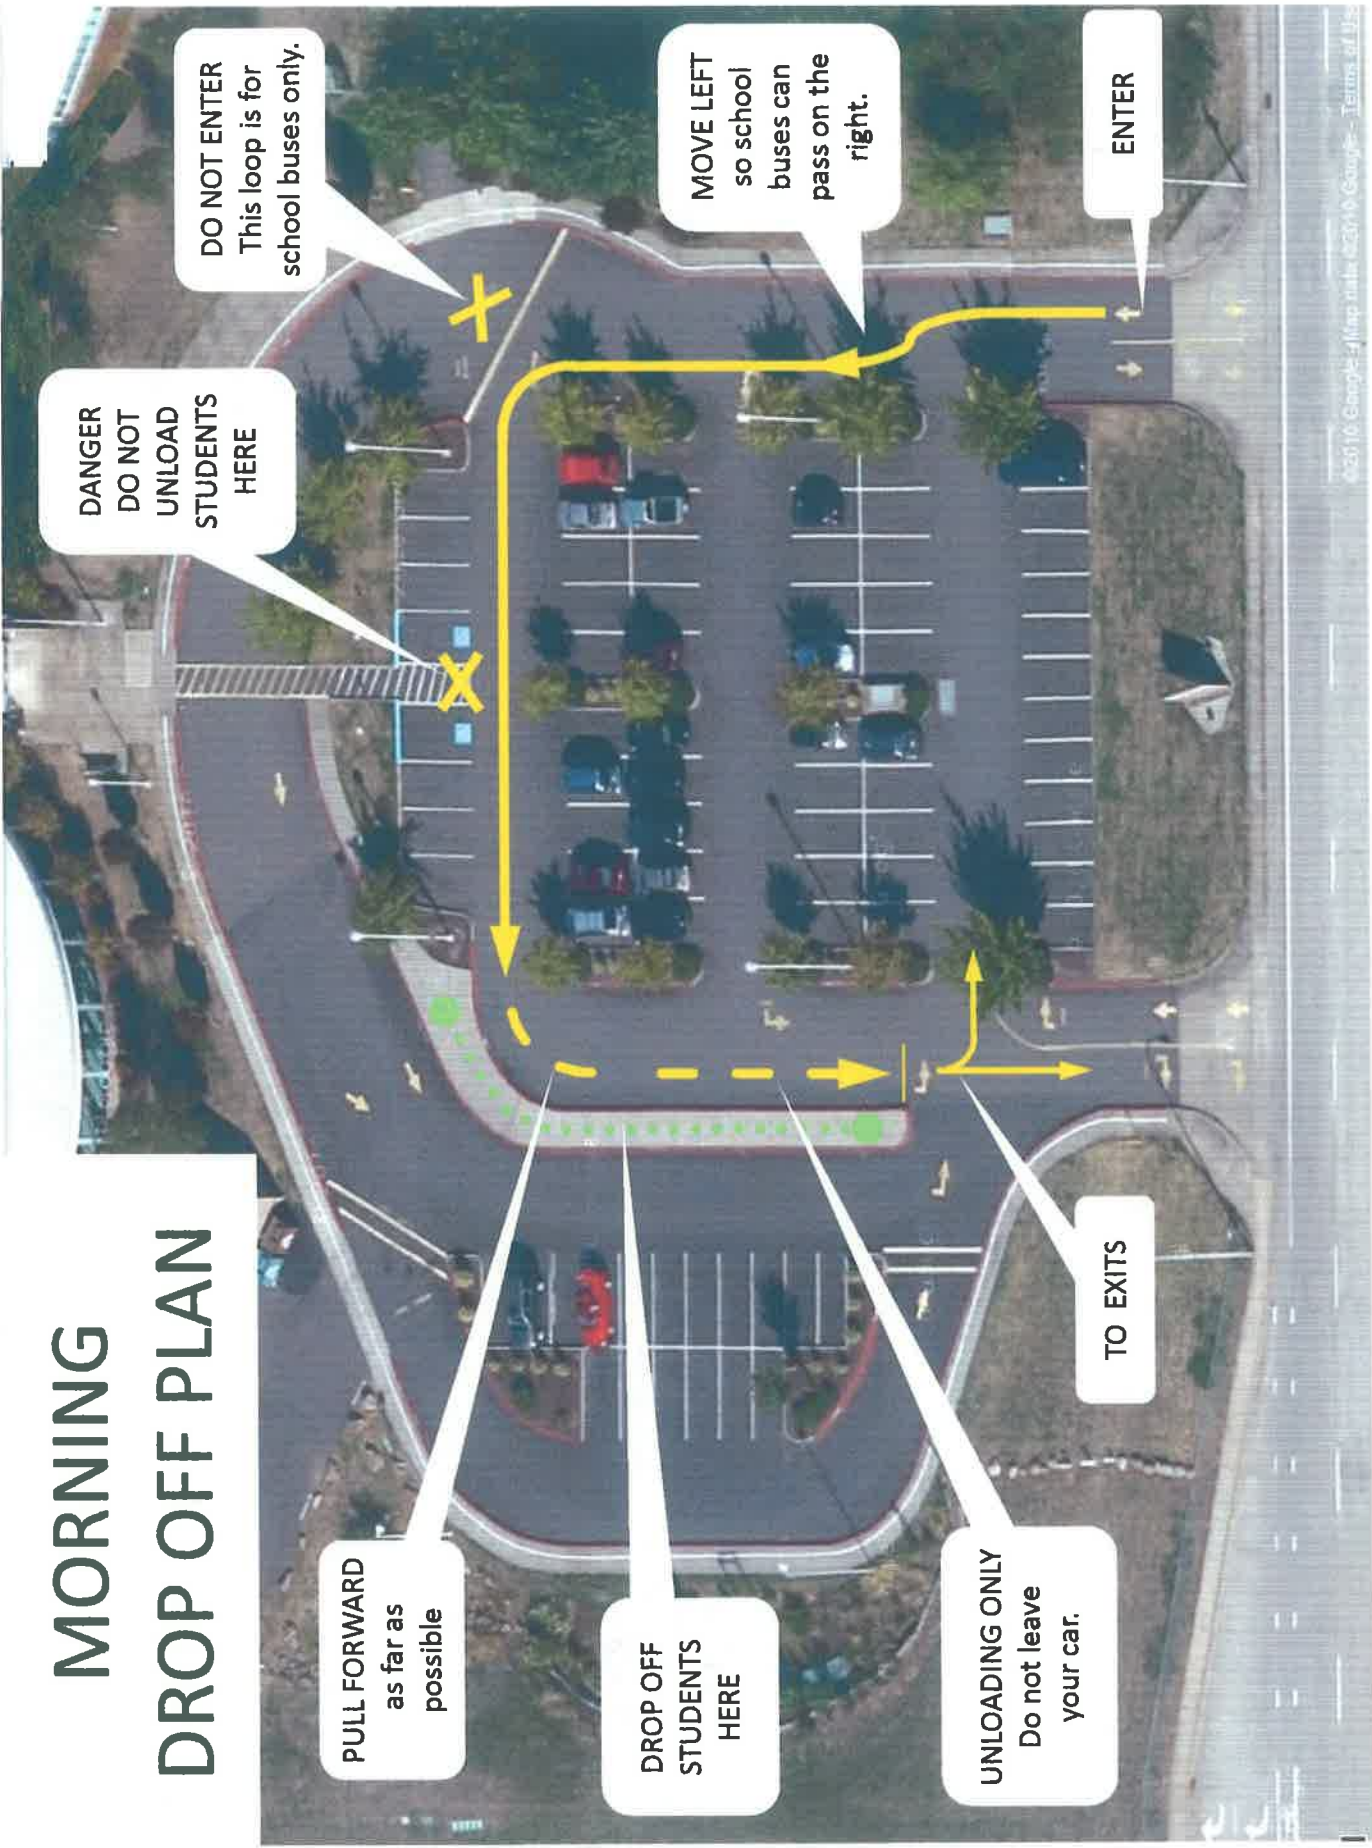 MORNING
DROP OFF PLAN
PULL FORWARD
as far as
possible
DROP OFF
STUDENTS
HERE
UNLOADING ONLY
Do not leave
your car.
TO EXITS
DANGER
DO NOT
UNLOAD
STUDENTS
HERE
DO NOT ENTER
This loop is for
school buses only.
MOVE LEFT
so school
buses can
pass on the
right.
ENTER